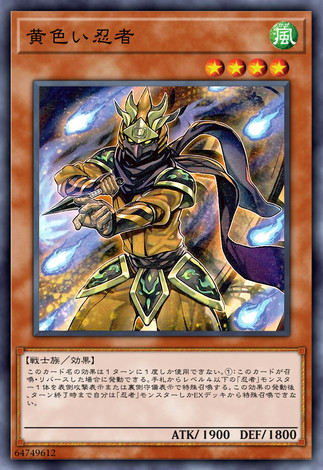 黄色い忍者
風
【戦士族／効果】
このカード名の効果は１ターンに１度しか使用できない。①：このカードが召
喚・リバースした場合に発動できる。手札からレベル４以下の「忍者」モンスタ
ー１体を表側攻撃表示または裏側守備表示で特殊召喚する。この効果の発動後
、ターン終了時まで自分は「忍者」モンスターしかEXデッキから特殊召喚できな
い。
ATK/1900 DEF/1800
64749612